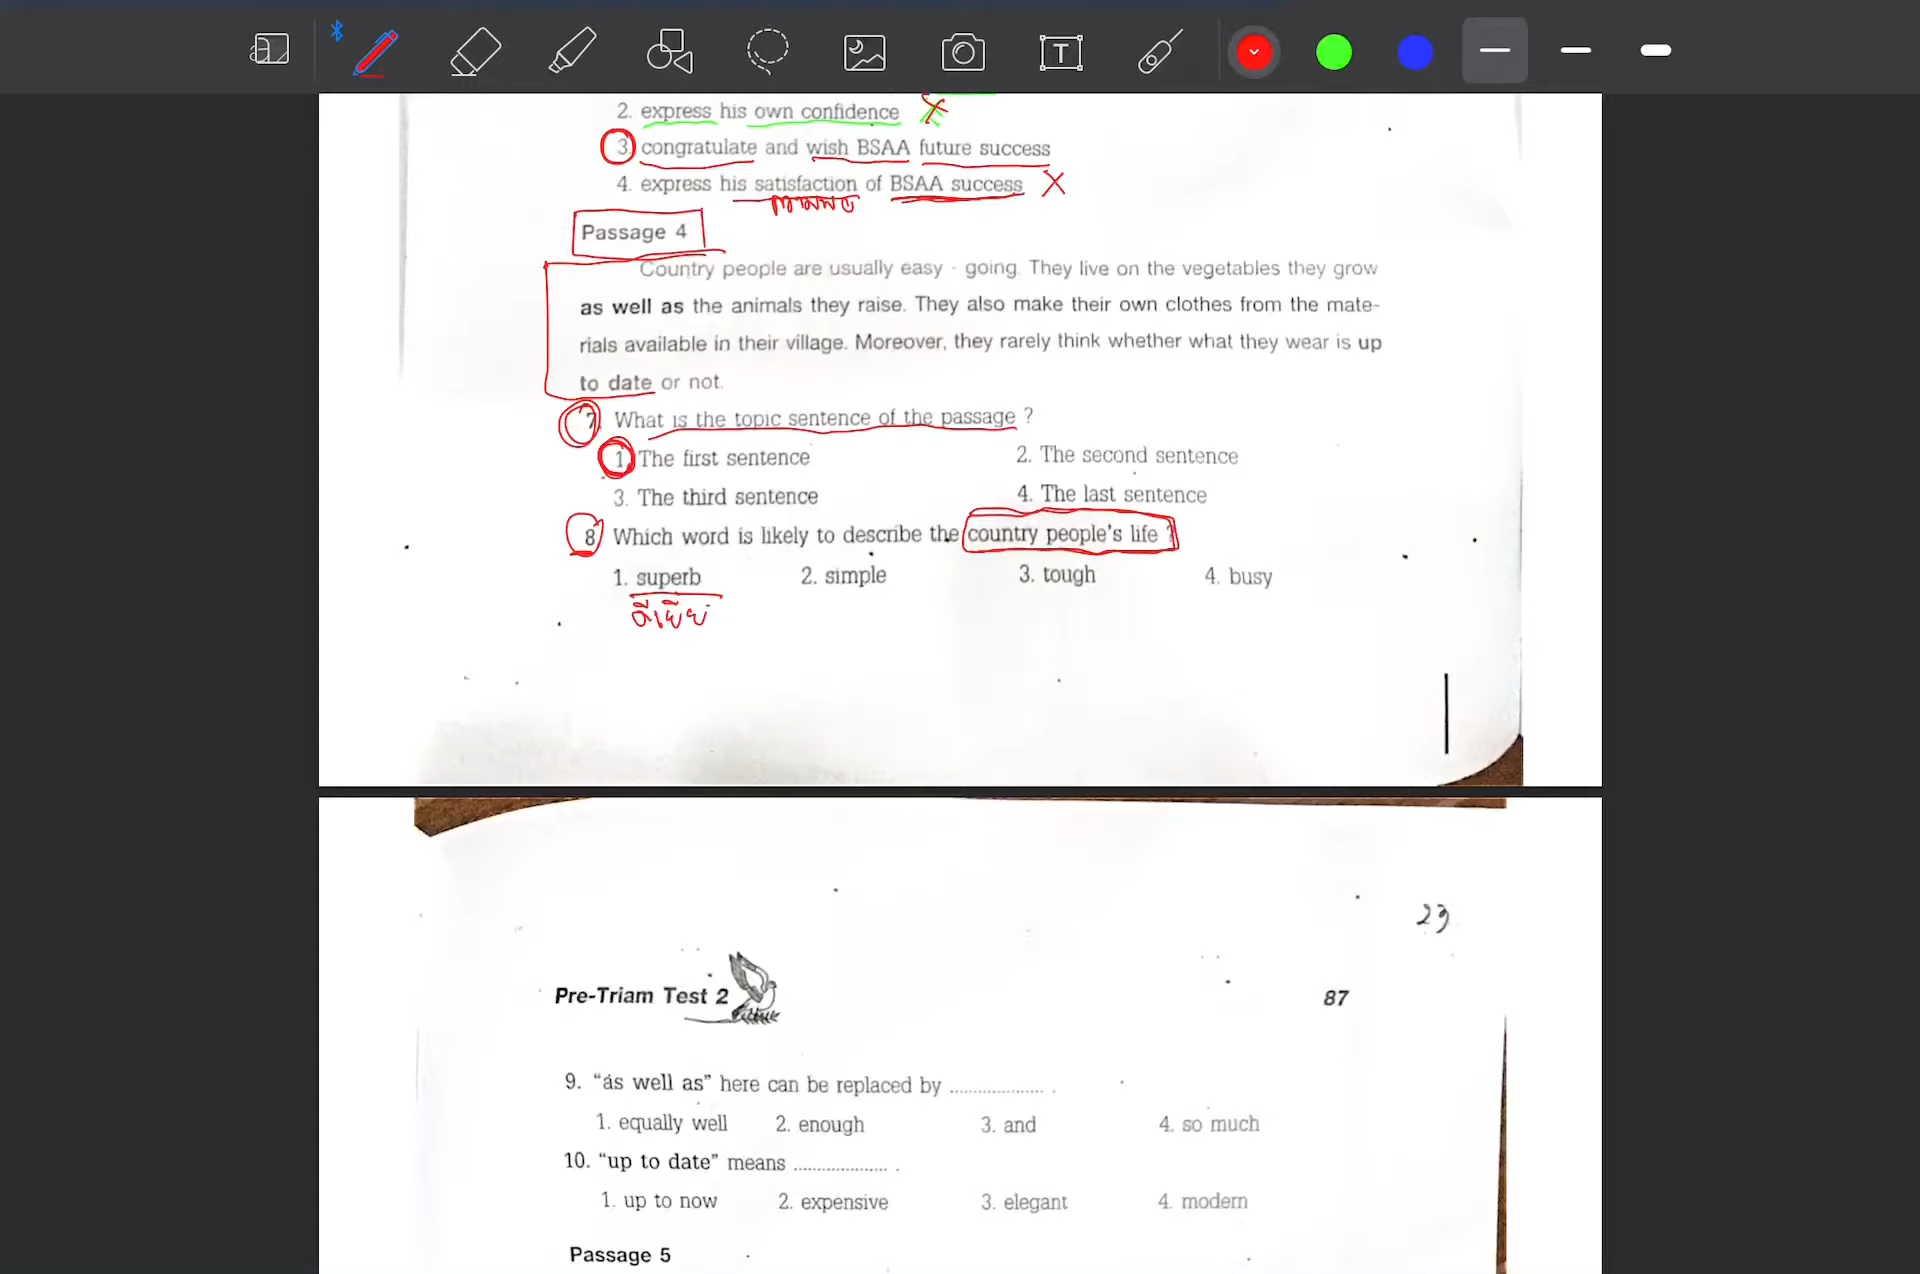 2. express his own confidence
3. congratulate and wish BSAA future success
4. express his satisfaction of BSAA success
Passage 4
Country people are usually easy - going. They live on the vegetables they grow
as well as the animals they raise. They also make their own clothes from the mate-
rials available in their village. Moreover, they rarely think whether what they wear is up
to date or not.
7. What is the topic sentence of the passage ?
1. The first sentence 2. The second sentence
3. The third sentence 4. The last sentence
8. Which word is likely to describe the country people's life ?
1. superb 2. simple 3. tough 4. busy
ดีเยี่ยม
23
Pre-Triam Test 2 87
9. “as well as” here can be replaced by .................... .
1. equally well 2. enough 3. and 4. so much
10. “up to date” means .................... .
1. up to now 2. expensive 3. elegant 4. modern
Passage 5